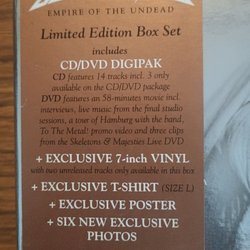 EMPIRE OF THE UNDEAD
Limited Edition Box Set
includes
CD/DVD DIGIPAK
CD features 14 tracks incl. 3 only
available on the CD/DVD package
DVD features an 58-minutes movie incl.
interviews, live music from the final studio
sessions, a tour of Hamburg with the band,
To The Metal! promo video and three clips
from the Skeletons & Majesties Live DVD
+ EXCLUSIVE 7-inch VINYL
with two unreleased tracks only available in this box
+ EXCLUSIVE T-SHIRT (SIZE L)
+ EXCLUSIVE POSTER
+ SIX NEW EXCLUSIVE
PHOTOS